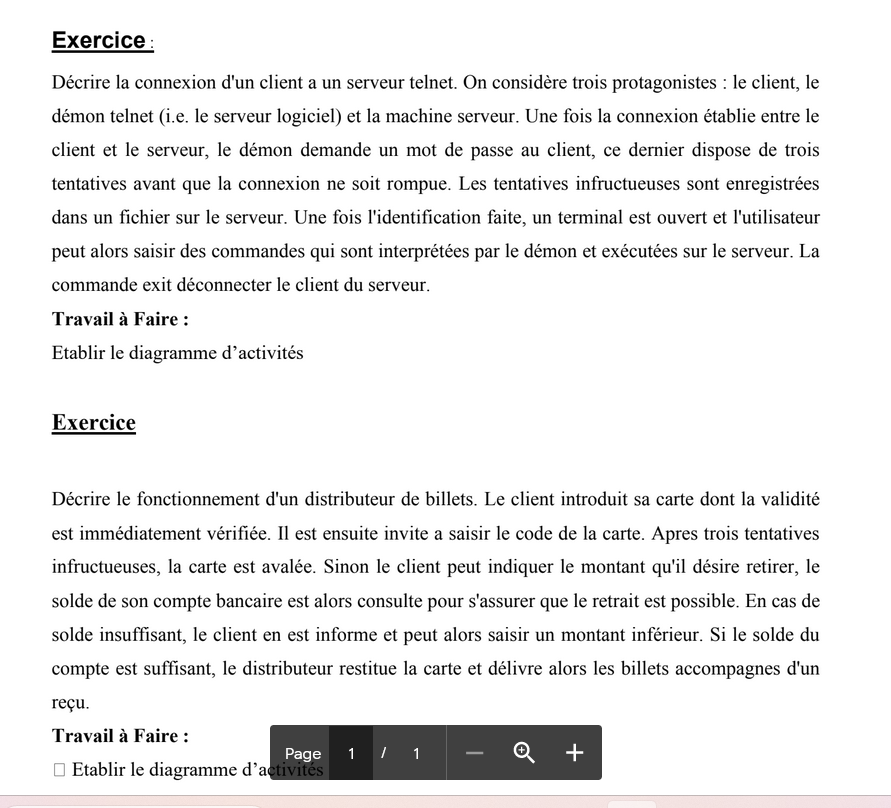 Exercice :
Décrire la connexion d'un client a un serveur telnet. On considère trois protagonistes : le client, le
démon telnet (i.e. le serveur logiciel) et la machine serveur. Une fois la connexion établie entre le
client et le serveur, le démon demande un mot de passe au client, ce dernier dispose de trois
tentatives avant que la connexion ne soit rompue. Les tentatives infructueuses sont enregistrées
dans un fichier sur le serveur. Une fois l'identification faite, un terminal est ouvert et l'utilisateur
peut alors saisir des commandes qui sont interprétées par le démon et exécutées sur le serveur. La
commande exit déconnecter le client du serveur.
Travail à Faire :
Etablir le diagramme d’activités
Exercice
Décrire le fonctionnement d'un distributeur de billets. Le client introduit sa carte dont la validité
est immédiatement vérifiée. Il est ensuite invite a saisir le code de la carte. Apres trois tentatives
infructueuses, la carte est avalée. Sinon le client peut indiquer le montant qu'il désire retirer, le
solde de son compte bancaire est alors consulte pour s'assurer que le retrait est possible. En cas de
solde insuffisant, le client en est informe et peut alors saisir un montant inférieur. Si le solde du
compte est suffisant, le distributeur restitue la carte et délivre alors les billets accompagnes d'un
reçu.
Travail à Faire :
Page 1 / 1
Etablir le diagramme d’activités